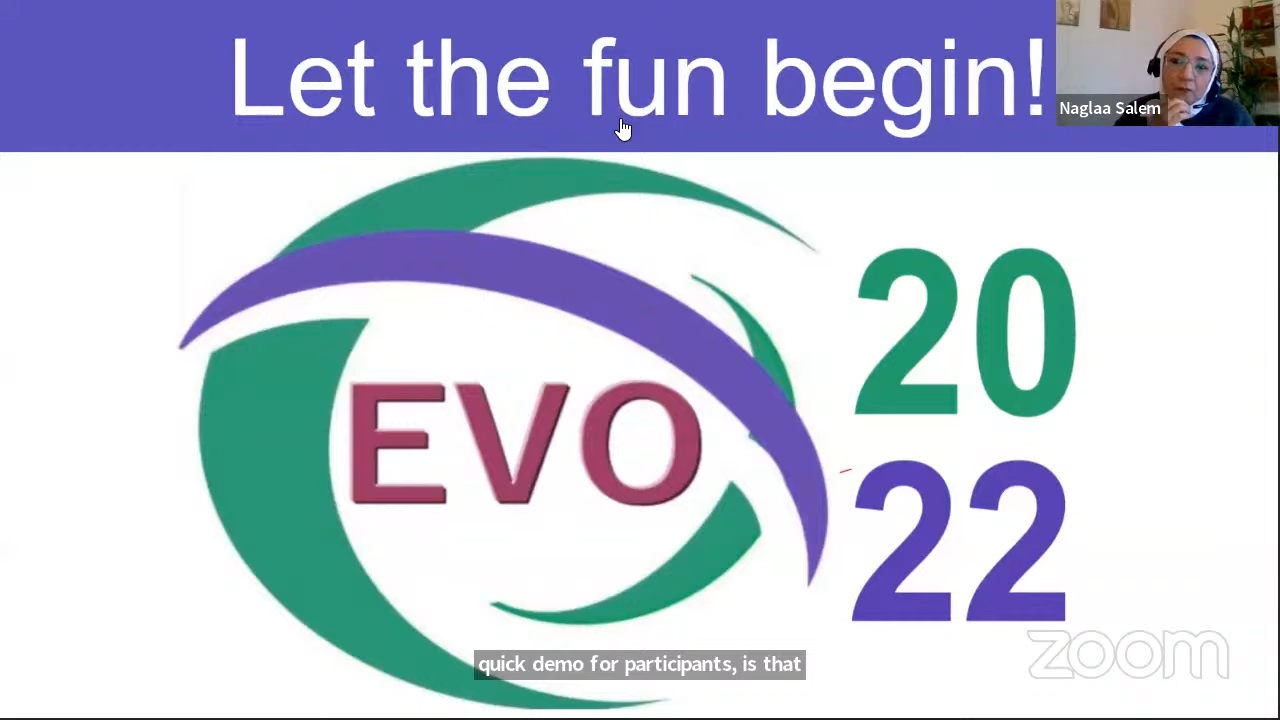 Let the fun begin!
Naglaa Salem
EVO
20
22
zoom
quick demo for participants, is that